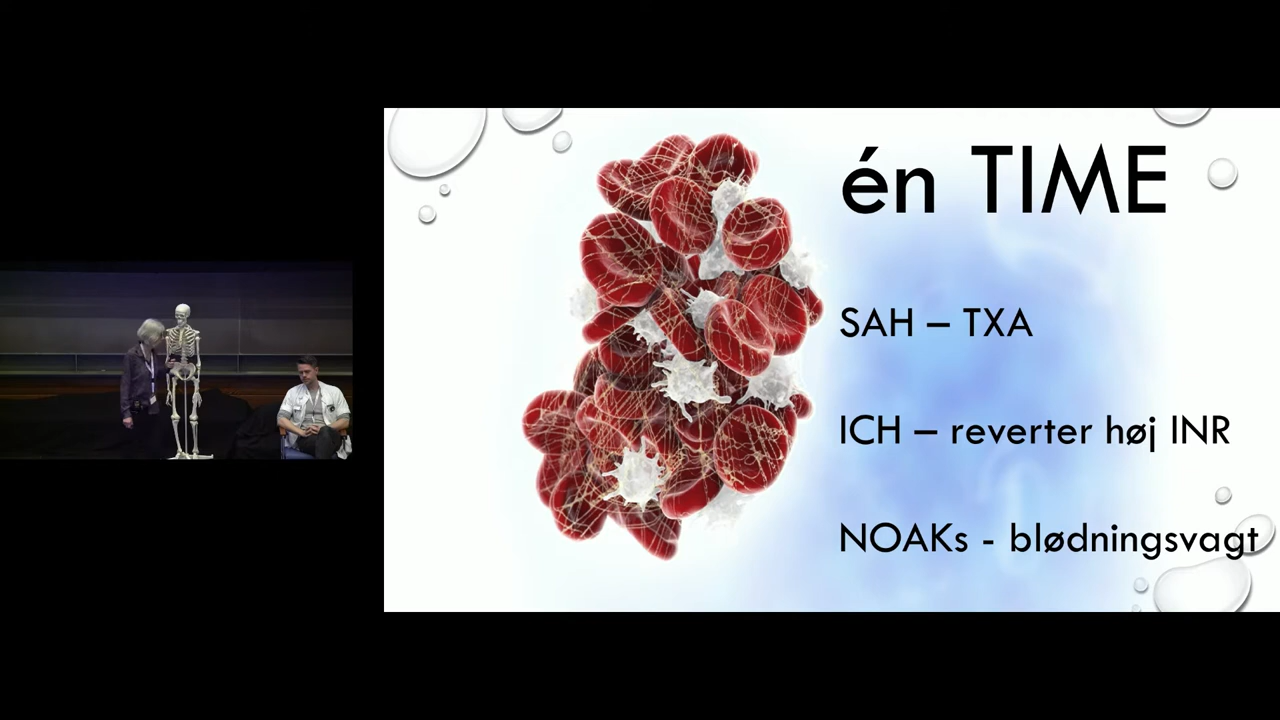 én TIME
SAH – TXA
ICH – reverter høj INR
NOAKs - blødningsvagt